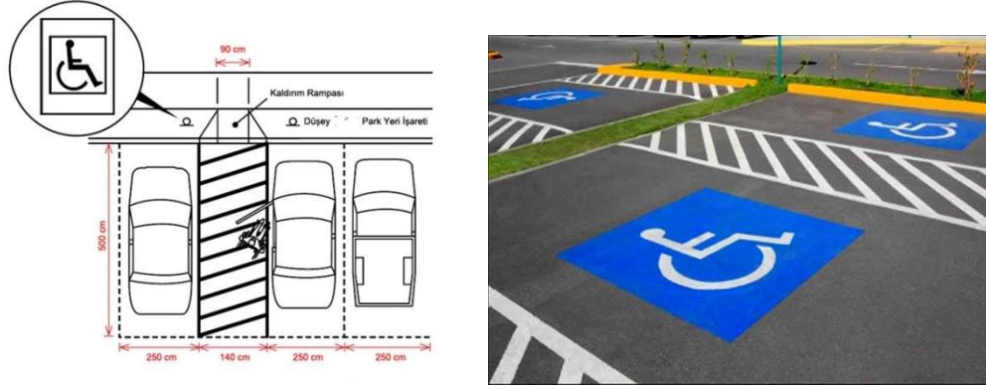 90 cm
Kaldırım Rampası
Düşey Park Yeri İşareti
500 cm
250 cm
140 cm
250 cm
250 cm